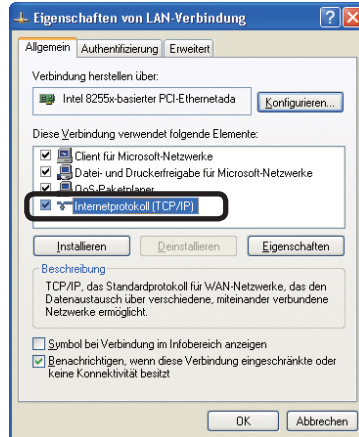 Eigenschaften von LAN-Verbindung
Allgemein Authentifizierung Erweitert
Verbindung herstellen über:
Intel 8255x-basierter PCI-Ethernetada
Konfigurieren...
Diese Verbindung verwendet folgende Elemente:
Client für Microsoft-Netzwerke
Datei- und Druckerfreigabe für Microsoft-Netzwerke
QoS-Paketplaner
Internetprotokoll (TCP/IP)
Installieren Deinstallieren Eigenschaften
Beschreibung
TCP/IP, das Standardprotokoll für WAN-Netzwerke, das den
Datenaustausch über verschiedene, miteinander verbundene
Netzwerke ermöglicht.
Symbol bei Verbindung im Infobereich anzeigen
Benachrichtigen, wenn diese Verbindung eingeschränkte oder
keine Konnektivität besitzt
OK Abbrechen